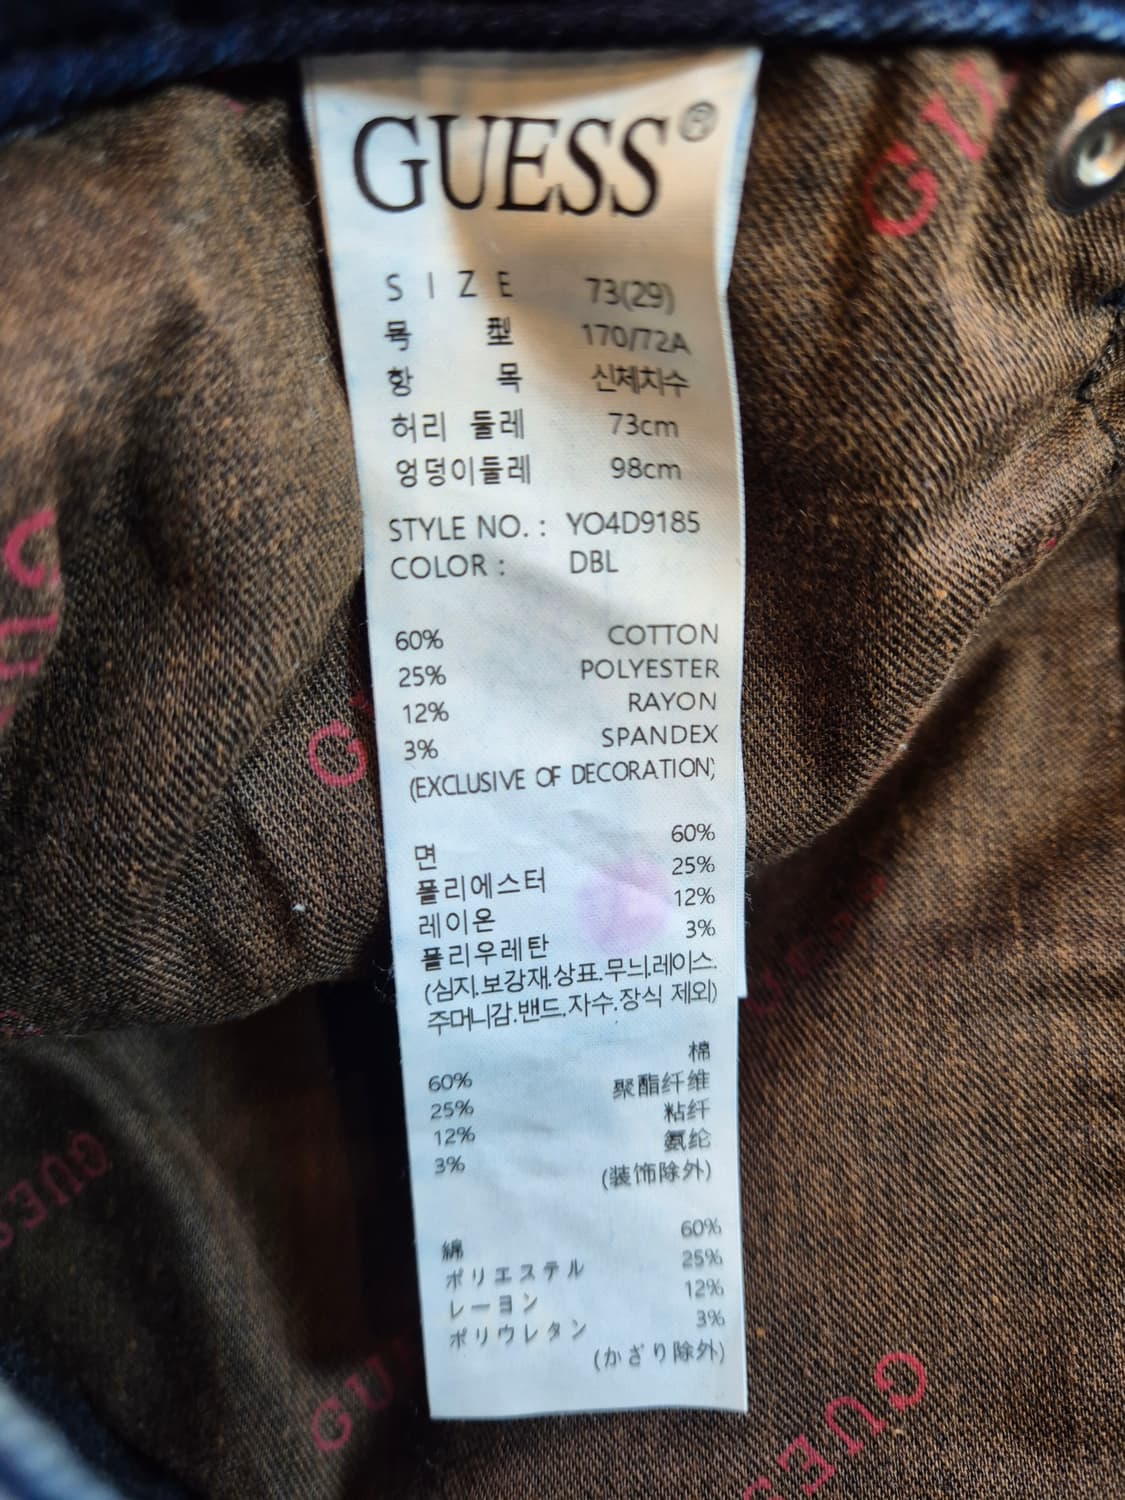 GUESS®
SIZE 73(29)
목 型 170/72A
항 목 신체치수
허리 둘레 73cm
엉덩이둘레 98cm
STYLE NO. : YO4D9185
COLOR : DBL
60% COTTON
25% POLYESTER
12% RAYON
3% SPANDEX
(EXCLUSIVE OF DECORATION)
면 60%
폴리에스터 25%
레이온 12%
폴리우레탄 3%
(심지.보강재.상표.무늬.레이스.
주머니감.밴드.자수.장식 제외)
60% 棉
25% 聚酯纤维
12% 粘纤
3% 氨纶
(装饰除外)
綿 60%
ポリエステル 25%
レーヨン 12%
ポリウレタン 3%
(かざり除外)